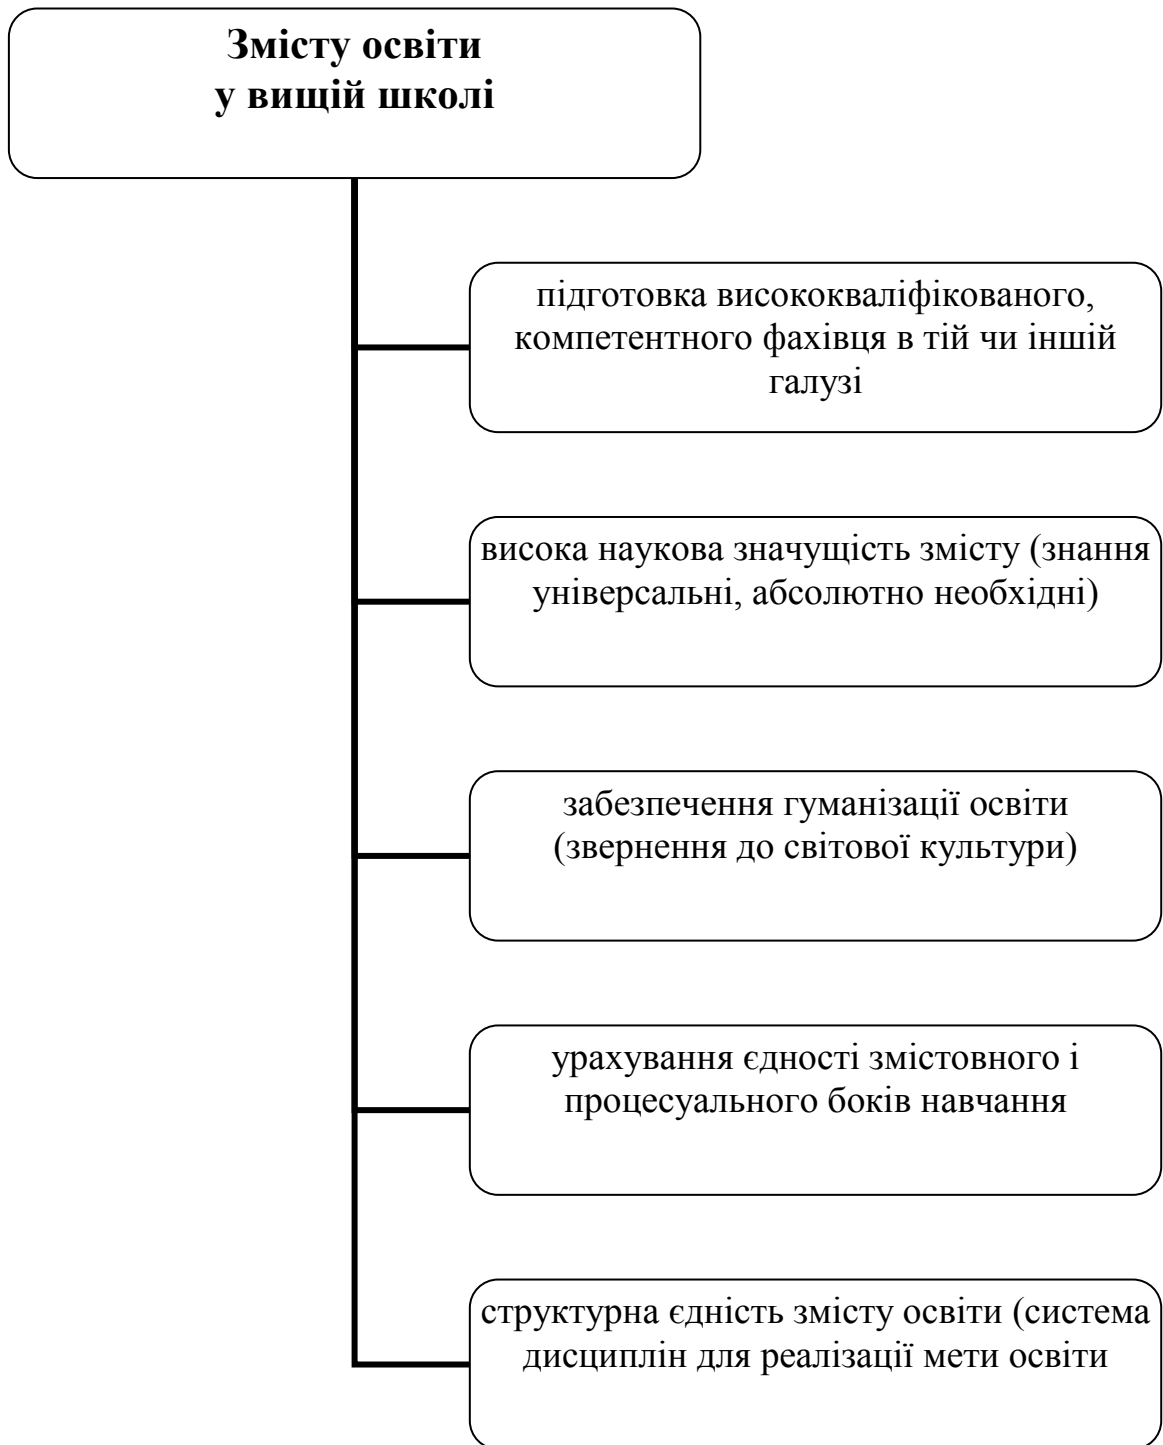 Змісту освіти
у вищій школі
підготовка висококваліфікованого,
компетентного фахівця в тій чи іншій
галузі
висока наукова значущість змісту (знання
універсальні, абсолютно необхідні)
забезпечення гуманізації освіти
(звернення до світової культури)
урахування єдності змістовного і
процесуального боків навчання
структурна єдність змісту освіти (система
дисциплін для реалізації мети освіти